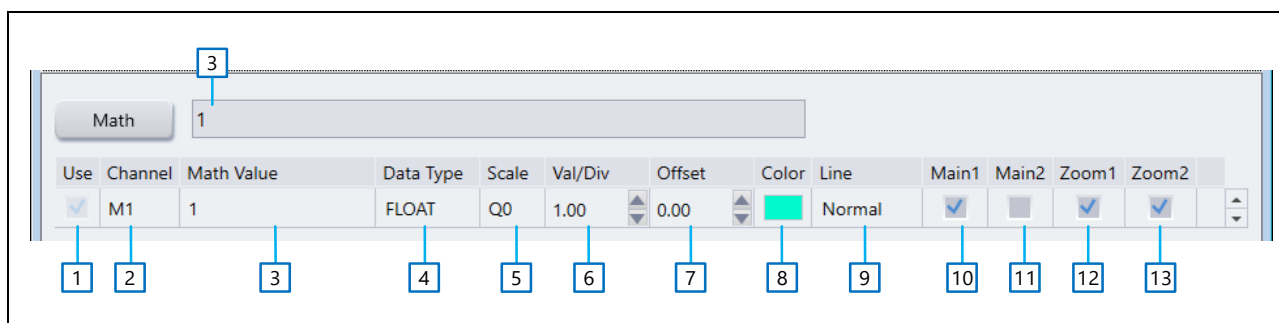 3
Math 1
Use Channel Math Value Data Type Scale Val/Div Offset Color Line Main1 Main2 Zoom1 Zoom2
M1 1 FLOAT Q0 1.00 0.00 Normal
1 2 3 4 5 6 7 8 9 10 11 12 13